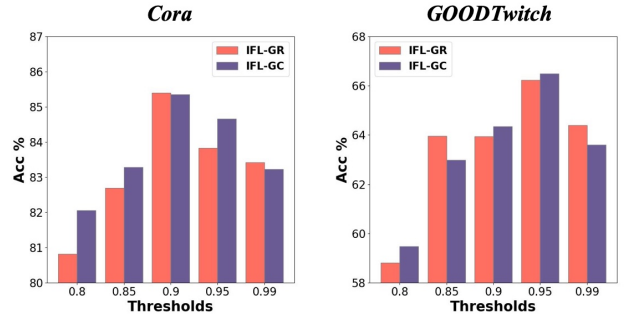 Cora
87
86
85
84
83
82
81
80
Acc %
IFL-GR
IFL-GC
0.8 0.85 0.9 0.95 0.99
Thresholds
GOODTwitch
68
66
64
62
60
58
Acc %
IFL-GR
IFL-GC
0.8 0.85 0.9 0.95 0.99
Thresholds